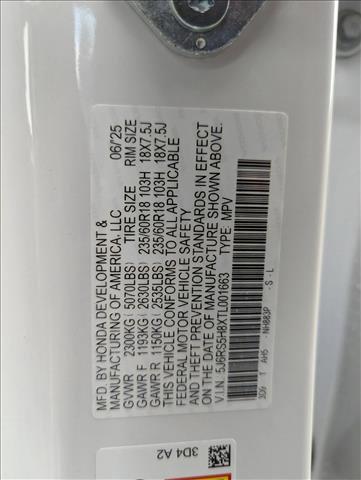 MFD. BY HONDA DEVELOPMENT &
MANUFACTURING OF AMERICA, LLC 06/25
GVWR 2300KG (5070LBS) TIRE SIZE RIM SIZE
GAWR F 1193KG (2630LBS) 235/60R18 103H 18X7.5J
GAWR R 1150KG (2535LBS) 235/60R18 103H 18X7.5J
THIS VEHICLE CONFORMS TO ALL APPLICABLE
FEDERAL MOTOR VEHICLE SAFETY
AND THEFT PREVENTION STANDARDS IN EFFECT
ON THE DATE OF MANUFACTURE SHOWN ABOVE.
V.I.N. 5J6RS5H8XTL001663 TYPE: MPV
T AH5 NH883P - S - L
3D4 A2